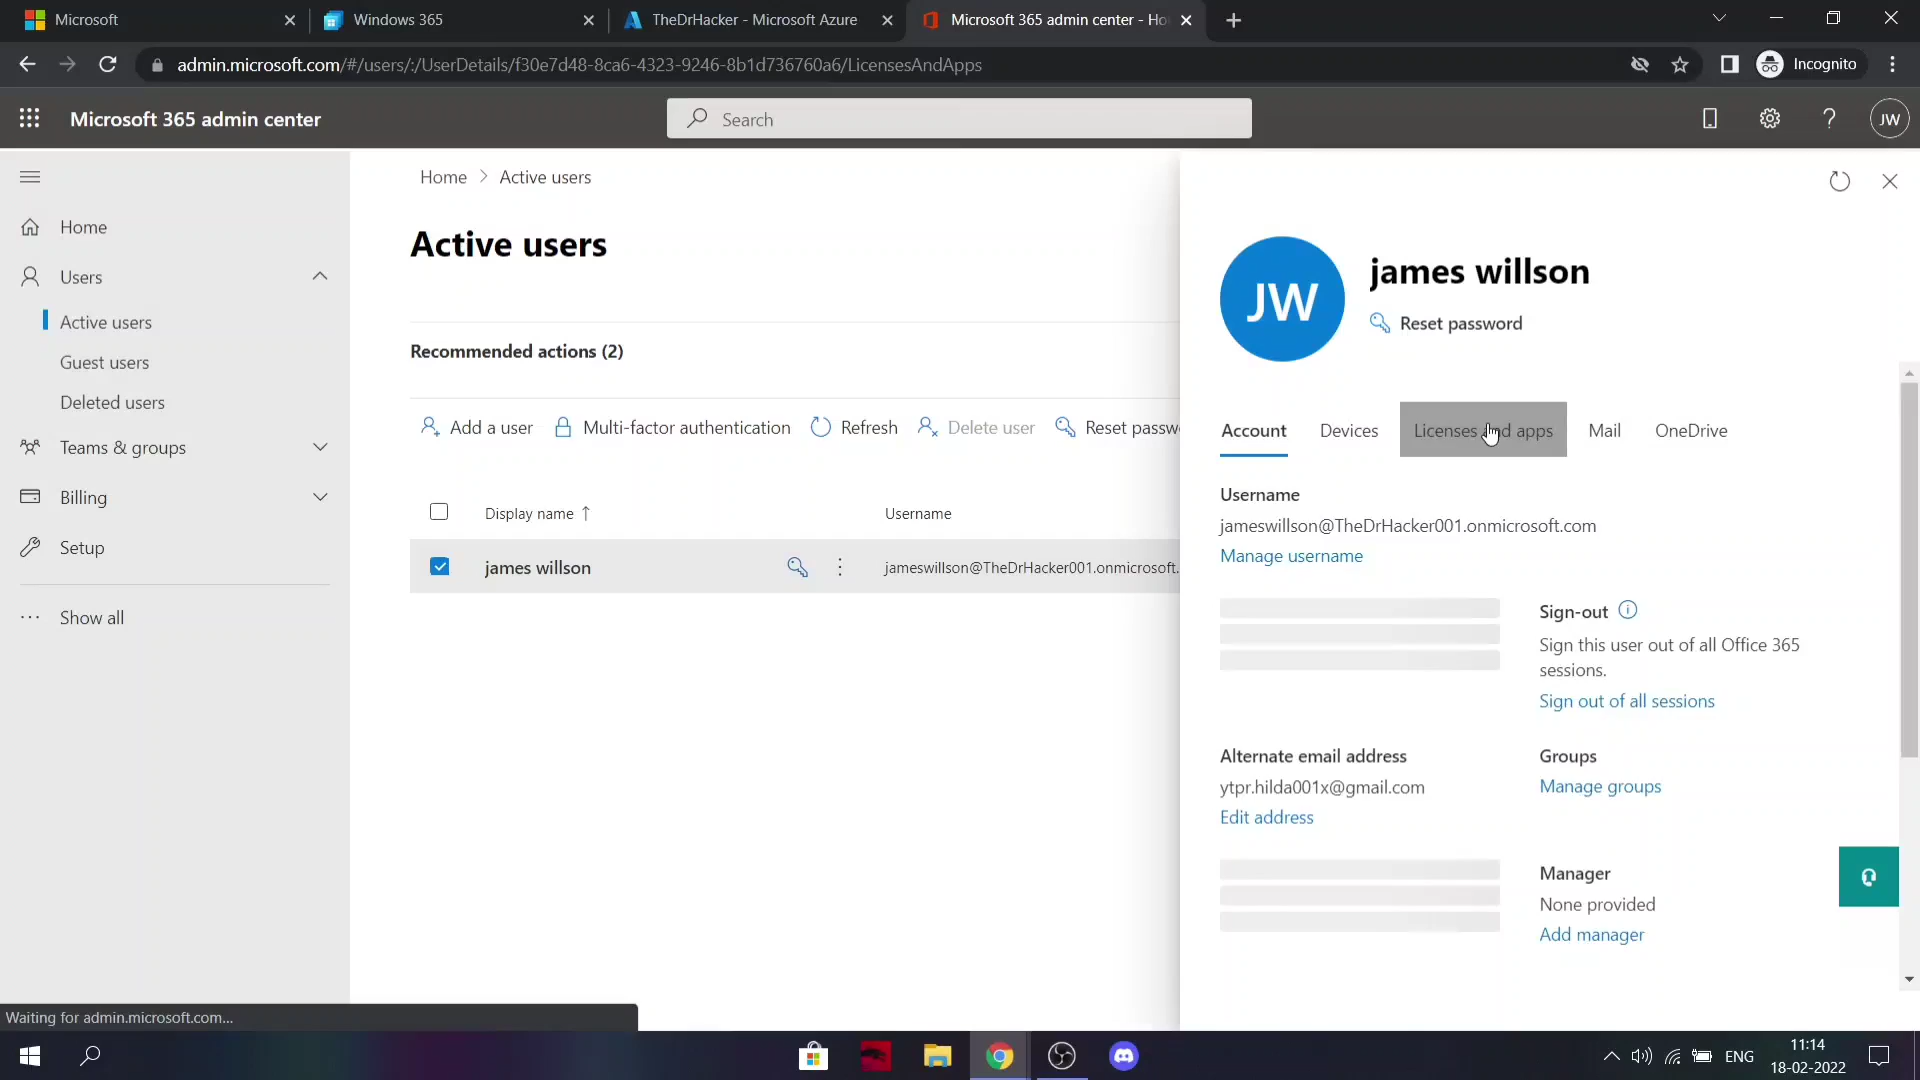 Microsoft
Windows 365
TheDrHacker - Microsoft Azure
Microsoft 365 admin center - Ho
admin.microsoft.com/#/users/:/UserDetails/f30e7d48-8ca6-4323-9246-8b1d736760a6/LicensesAndApps
Incognito
Microsoft 365 admin center
Search
JW
Home
Users
Active users
Guest users
Deleted users
Teams & groups
Billing
Setup
Show all
Home > Active users
Active users
Recommended actions (2)
Add a user
Multi-factor authentication
Refresh
Delete user
Reset passw
Display name ↑
Username
james willson
jameswillson@TheDrHacker001.onmicrosoft.
JW
james willson
Reset password
Account
Devices
Licenses and apps
Mail
OneDrive
Username
jameswillson@TheDrHacker001.onmicrosoft.com
Manage username
Sign-out
Sign this user out of all Office 365
sessions.
Sign out of all sessions
Alternate email address
ytpr.hilda001x@gmail.com
Edit address
Groups
Manage groups
Manager
None provided
Add manager
Waiting for admin.microsoft.com...
ENG
11:14
18-02-2022